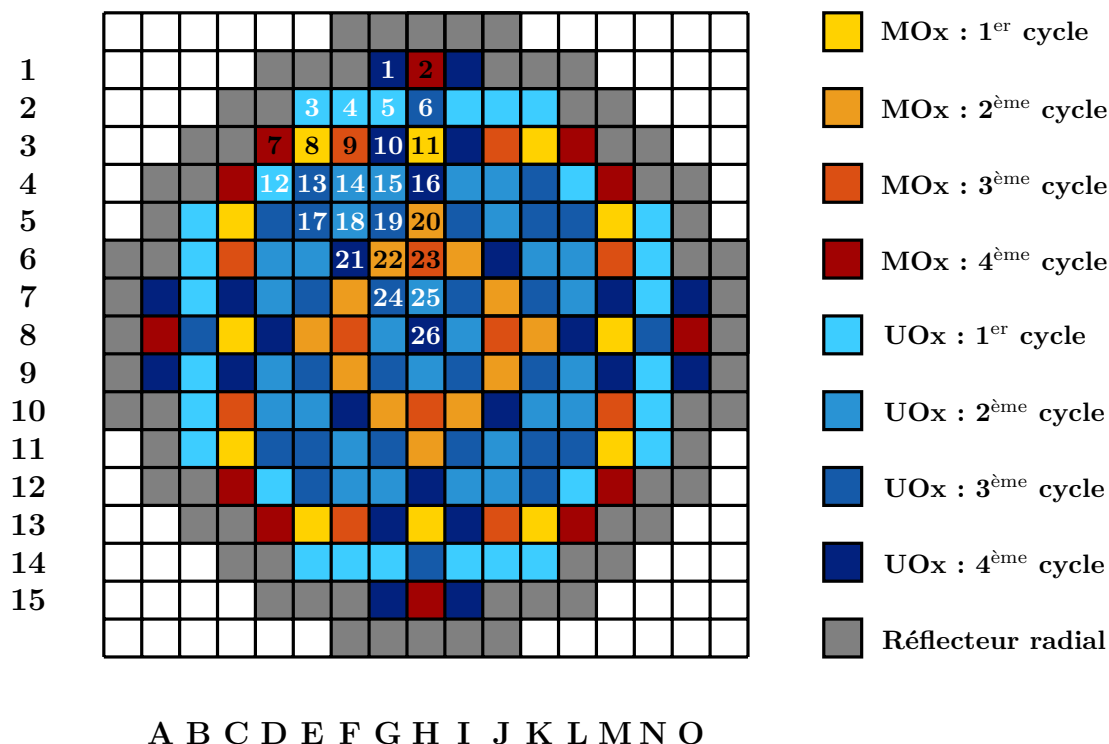 MOx : 1er cycle
1 1 2
2 3 4 5 6 MOx : 2ème cycle
3 7 8 9 10 11
4 12 13 14 15 16 MOx : 3ème cycle
5 17 18 19 20
6 21 22 23 MOx : 4ème cycle
7 24 25
8 26 UOx : 1er cycle
9
10 UOx : 2ème cycle
11
12 UOx : 3ème cycle
13
14 UOx : 4ème cycle
15
Réflecteur radial
A B C D E F G H I J K L M N O